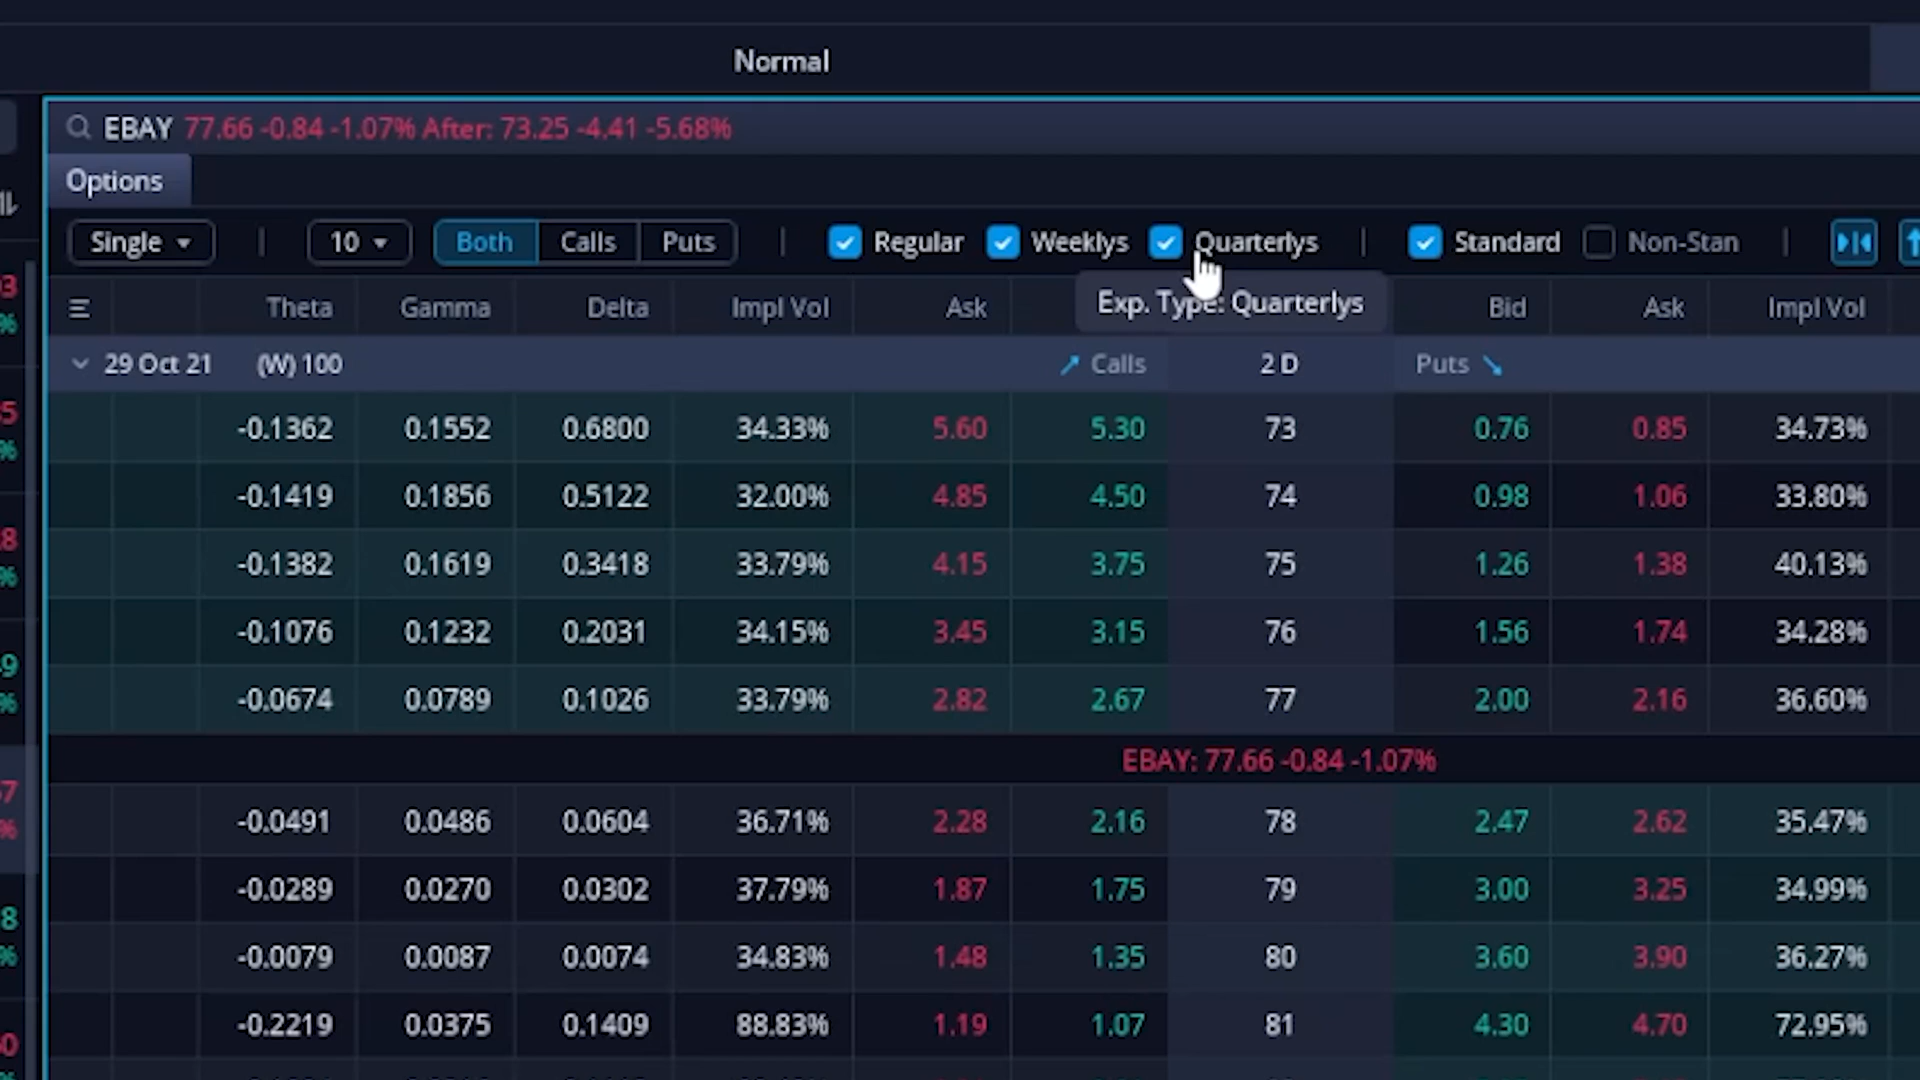 Normal
EBAY 77.66 -0.84 -1.07% After: 73.25 -4.41 -5.68%
Options
Single 10 Both Calls Puts Regular Weeklys Quarterlys Standard Non-Stan
Exp. Type: Quarterlys
Theta Gamma Delta Impl Vol Ask Bid Ask Impl Vol
29 Oct 21 (W) 100 Calls 2 D Puts
-0.1362 0.1552 0.6800 34.33% 5.60 5.30 73 0.76 0.85 34.73%
-0.1419 0.1856 0.5122 32.00% 4.85 4.50 74 0.98 1.06 33.80%
-0.1382 0.1619 0.3418 33.79% 4.15 3.75 75 1.26 1.38 40.13%
-0.1076 0.1232 0.2031 34.15% 3.45 3.15 76 1.56 1.74 34.28%
-0.0674 0.0789 0.1026 33.79% 2.82 2.67 77 2.00 2.16 36.60%
EBAY: 77.66 -0.84 -1.07%
-0.0491 0.0486 0.0604 36.71% 2.28 2.16 78 2.47 2.62 35.47%
-0.0289 0.0270 0.0302 37.79% 1.87 1.75 79 3.00 3.25 34.99%
-0.0079 0.0087 0.0074 34.83% 1.48 1.35 80 3.60 3.90 36.27%
-0.2219 0.0375 0.1409 88.83% 1.19 1.07 81 4.30 4.70 72.95%